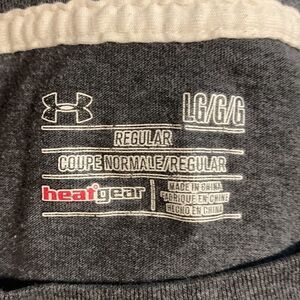 LG/G/G
REGULAR
COUPE NORMALE/REGULAR
heatgear
MADE IN CHINA
FABRIQUÉ EN CHINE
HECHO EN CHINA